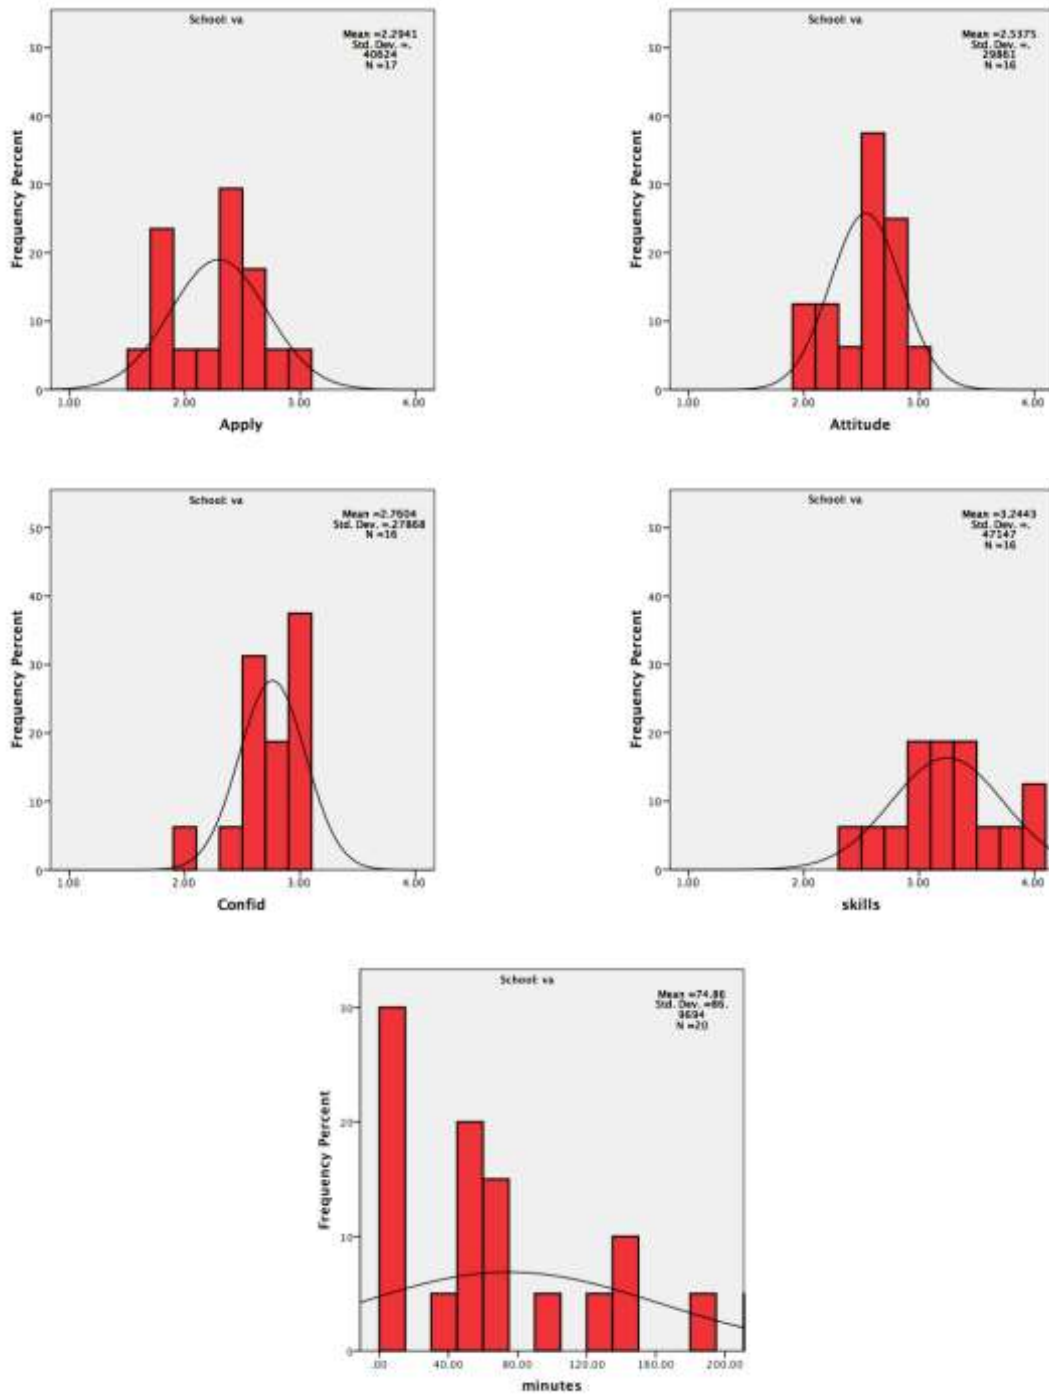 School: va
Mean =2.2941
Std. Dev. =.
40624
N =17
50
40
30
20
10
0
Frequency Percent
1.00 2.00 3.00 4.00
Apply
School: va
Mean =2.5375
Std. Dev. =.
29861
N =16
50
40
30
20
10
0
Frequency Percent
1.00 2.00 3.00 4.00
Attitude
School: va
Mean =2.7604
Std. Dev. =.27868
N =16
50
40
30
20
10
0
Frequency Percent
1.00 2.00 3.00 4.00
Confid
School: va
Mean =3.2443
Std. Dev. =.
47147
N =16
50
40
30
20
10
0
Frequency Percent
1.00 2.00 3.00 4.00
skills
School: va
Mean =74.86
Std. Dev. =86.
9694
N =20
30
20
10
0
Frequency Percent
.00 40.00 80.00 120.00 160.00 200.00
minutes